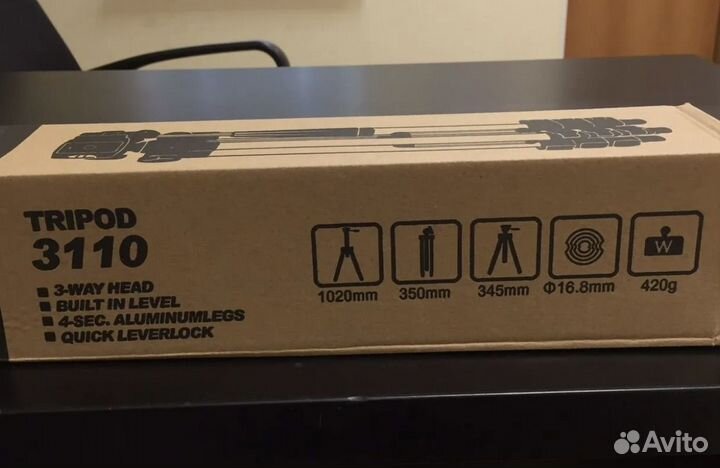 TRIPOD
3110
3-WAY HEAD
BUILT IN LEVEL
4-SEC. ALUMINUMLEGS
QUICK LEVERLOCK
1020mm 350mm 345mm Φ16.8mm 420g
W
Avito